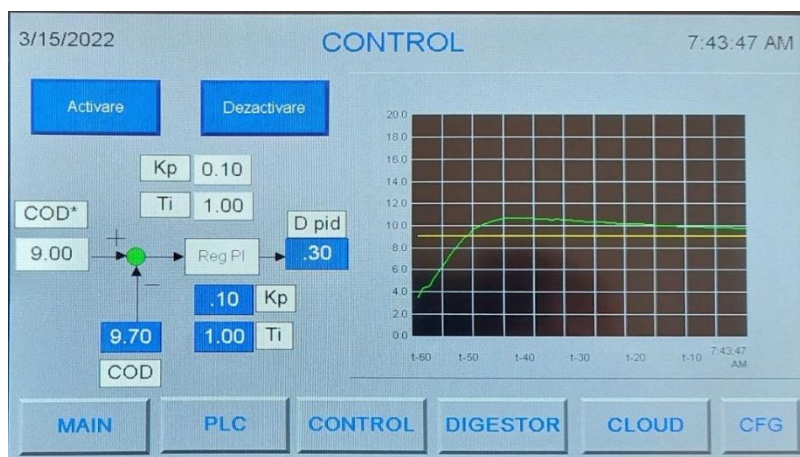 3/15/2022
CONTROL
7:43:47 AM
Activare
Dezactivare
Kp
0.10
Ti
1.00
COD*
9.00
+
Reg PI
D pid
.30
−
.10
Kp
9.70
1.00
Ti
COD
20.0
18.0
16.0
14.0
12.0
10.0
8.0
6.0
4.0
2.0
0.0
t-60
t-50
t-40
t-30
t-20
t-10
7:43:47
AM
MAIN
PLC
CONTROL
DIGESTOR
CLOUD
CFG